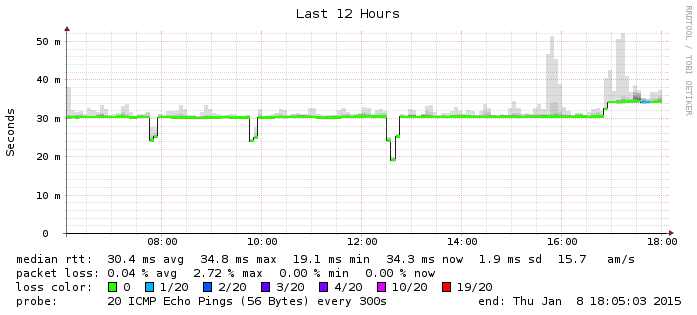 Last 12 Hours
RRDTOOL / TOBI OETIKER
Seconds
50 m
40 m
30 m
20 m
10 m
0
08:00 10:00 12:00 14:00 16:00 18:00
median rtt: 30.4 ms avg 34.8 ms max 19.1 ms min 34.3 ms now 1.9 ms sd 15.7 am/s
packet loss: 0.04 % avg 2.72 % max 0.00 % min 0.00 % now
loss color: 0 1/20 2/20 3/20 4/20 10/20 19/20
probe: 20 ICMP Echo Pings (56 Bytes) every 300s end: Thu Jan 8 18:05:03 2015